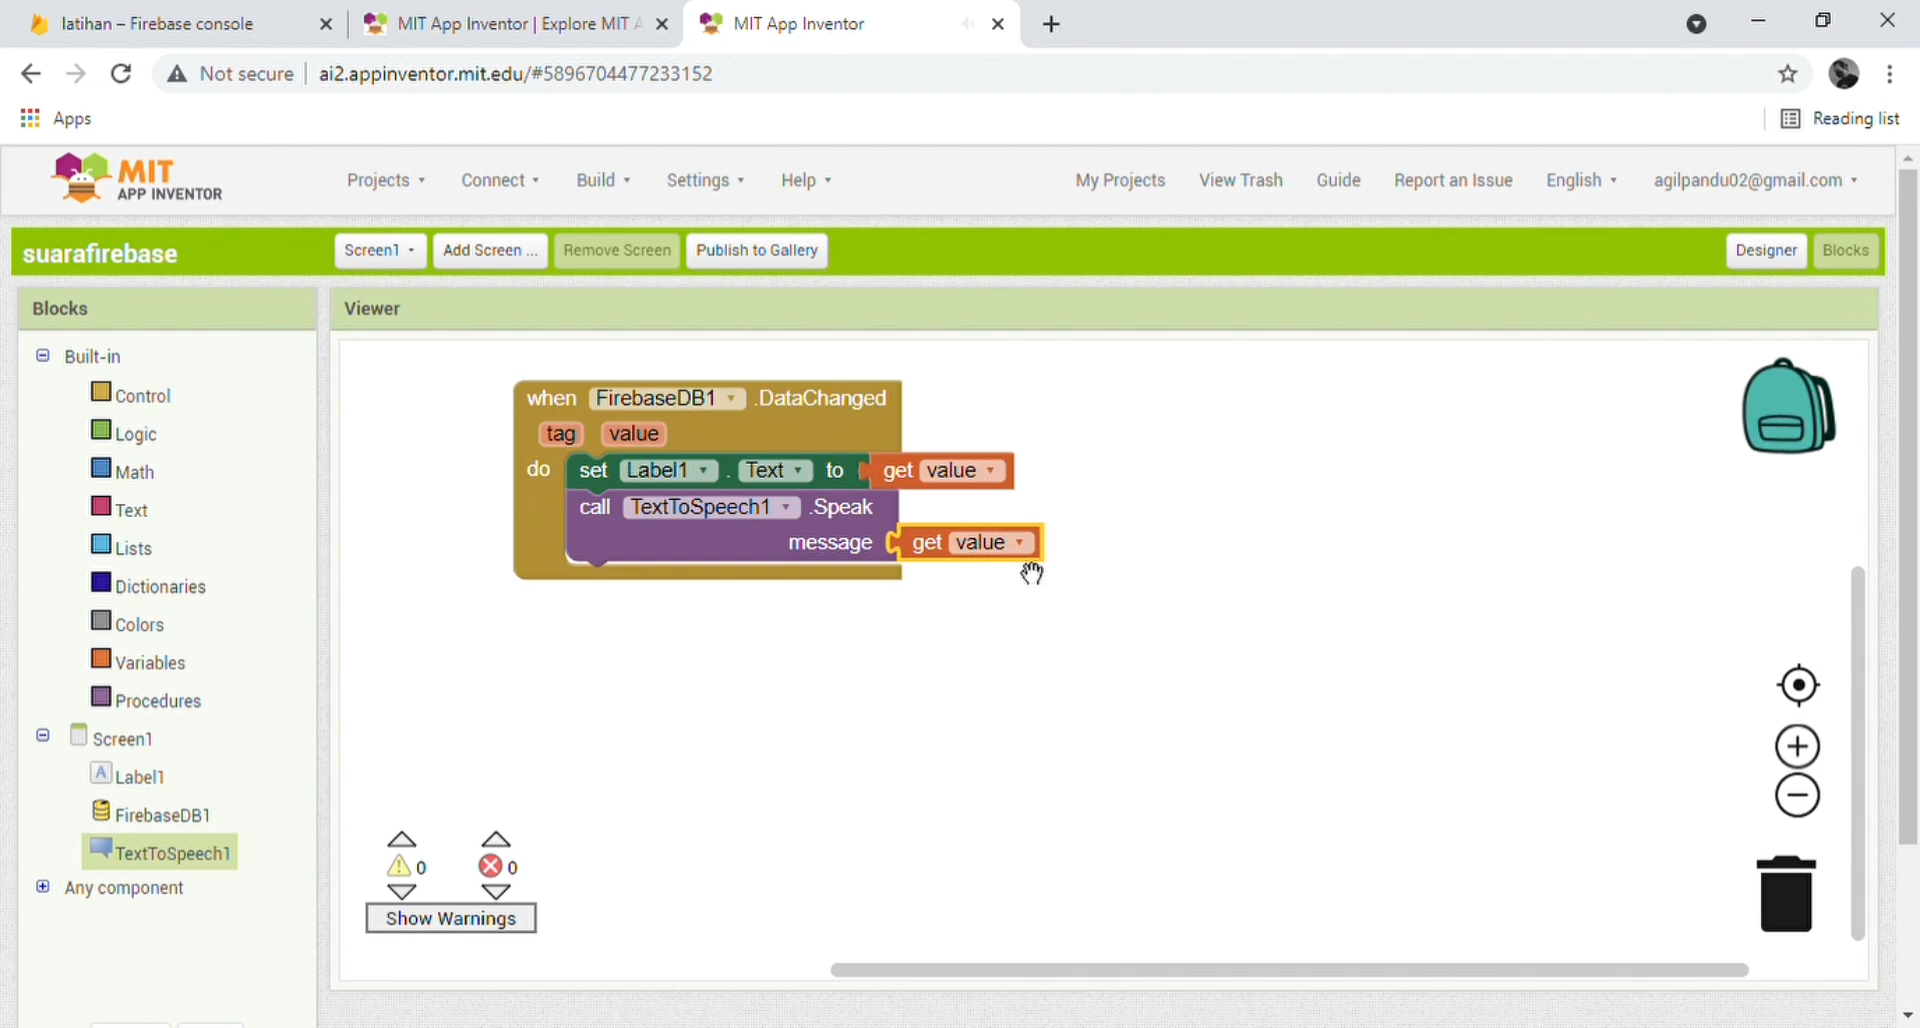 latihan – Firebase console
MIT App Inventor | Explore MIT A
MIT App Inventor
Not secure
ai2.appinventor.mit.edu/#5896704477233152
Apps
Reading list
MIT
APP INVENTOR
Projects
Connect
Build
Settings
Help
My Projects
View Trash
Guide
Report an Issue
English
agilpandu02@gmail.com
suarafirebase
Screen1
Add Screen ...
Remove Screen
Publish to Gallery
Designer
Blocks
Blocks
Viewer
Built-in
Control
Logic
Math
Text
Lists
Dictionaries
Colors
Variables
Procedures
Screen1
A Label1
FirebaseDB1
TextToSpeech1
Any component
when FirebaseDB1 .DataChanged
tag value
do set Label1 . Text to get value
call TextToSpeech1 .Speak
message get value
0 0
Show Warnings